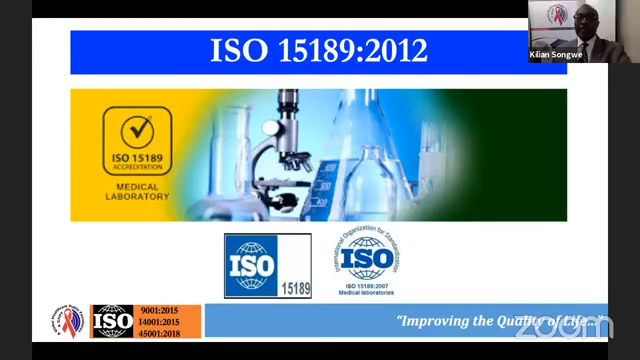 ISO 15189:2012
Kilian Songwe
ISO 15189
ACCREDITATION
MEDICAL
LABORATORY
ISO
15189
International Organization for Standardization
ISO
ISO 15189:2007
Medical laboratories
ISO
9001:2015
14001:2015
45001:2018
“Improving the Quality of Life...”
zoom